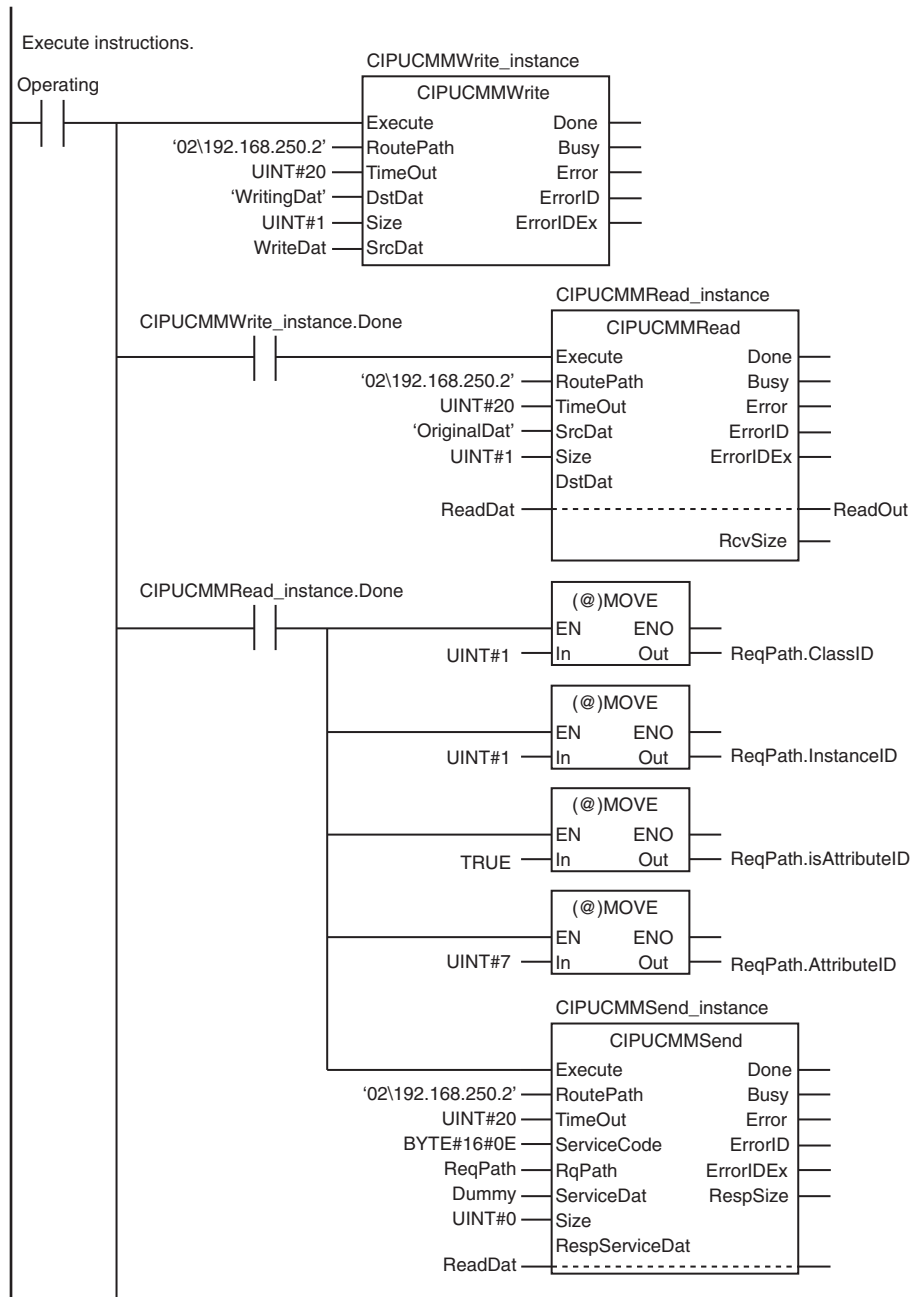 Execute instructions.
Operating
CIPUCMMWrite_instance
CIPUCMMWrite
Execute Done
‘02\192.168.250.2’ RoutePath Busy
UINT#20 TimeOut Error
‘WritingDat’ DstDat ErrorID
UINT#1 Size ErrorIDEx
WriteDat SrcDat
CIPUCMMRead_instance
CIPUCMMWrite_instance.Done
CIPUCMMRead
Execute Done
‘02\192.168.250.2’ RoutePath Busy
UINT#20 TimeOut Error
‘OriginalDat’ SrcDat ErrorID
UINT#1 Size ErrorIDEx
DstDat
ReadDat ReadOut
RcvSize
CIPUCMMRead_instance.Done
(@)MOVE
EN ENO
UINT#1 In Out ReqPath.ClassID
(@)MOVE
EN ENO
UINT#1 In Out ReqPath.InstanceID
(@)MOVE
EN ENO
TRUE In Out ReqPath.isAttributeID
(@)MOVE
EN ENO
UINT#7 In Out ReqPath.AttributeID
CIPUCMMSend_instance
CIPUCMMSend
Execute Done
‘02\192.168.250.2’ RoutePath Busy
UINT#20 TimeOut Error
BYTE#16#0E ServiceCode ErrorID
ReqPath RqPath ErrorIDEx
Dummy ServiceDat RespSize
UINT#0 Size
RespServiceDat
ReadDat